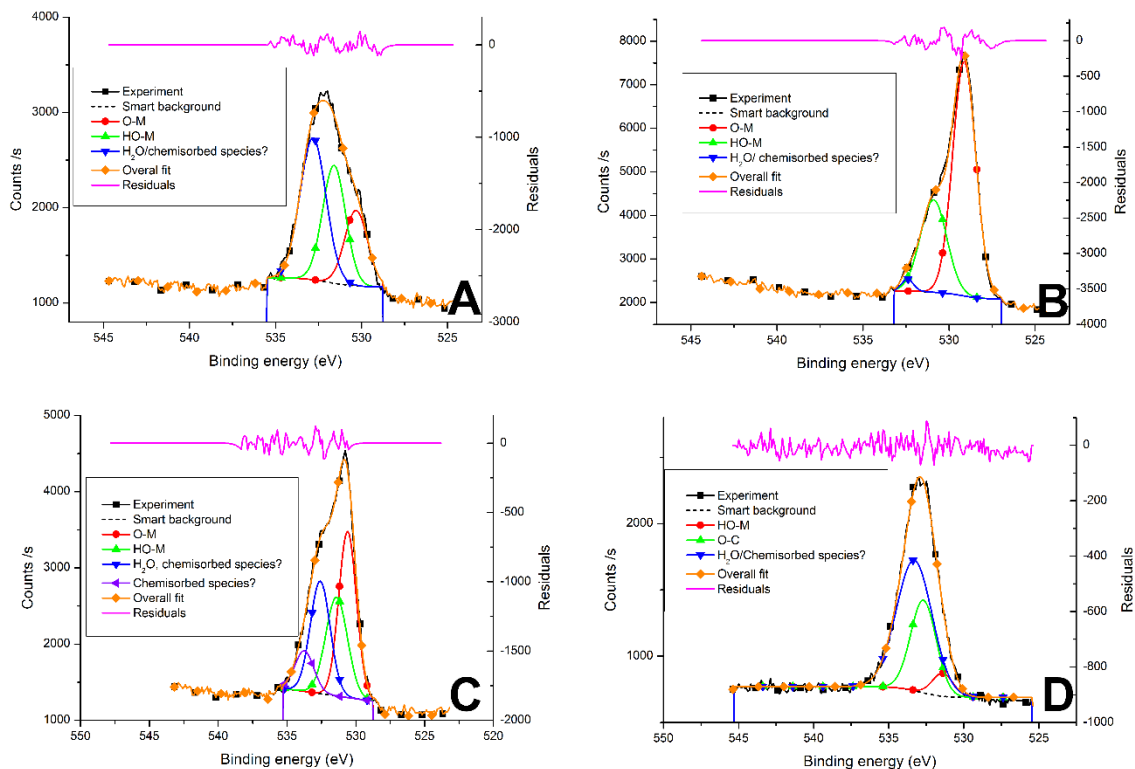 4000
3000
2000
1000
Counts /s
0
-1000
-2000
-3000
Residuals
Experiment
Smart background
O-M
HO-M
H₂O/chemisorbed species?
Overal fit
Residuals
A
545 540 535 530 525
Binding energy (eV)
8000
7000
6000
5000
4000
3000
2000
Counts /s
0
-500
-1000
-1500
-2000
-2500
-3000
-3500
-4000
Residuals
Experiment
Smart background
O-M
HO-M
H₂O/ chemisorbed species?
Overal fit
Residuals
B
545 540 535 530 525
Binding energy (eV)
5000
4000
3000
2000
1000
Counts /s
0
-500
-1000
-1500
-2000
Residuals
Experiment
Smart background
O-M
HO-M
H₂O, chemisorbed species?
Chemisorbed species?
Overal fit
Residuals
C
550 545 540 535 530 525 520
Binding energy (eV)
2000
1000
Counts /s
0
-200
-400
-600
-800
-1000
Residuals
Experiment
Smart background
HO-M
O-C
H₂O/Chemisorbed species?
Overall fit
Residuals
D
550 545 540 535 530 525
Binding energy (eV)